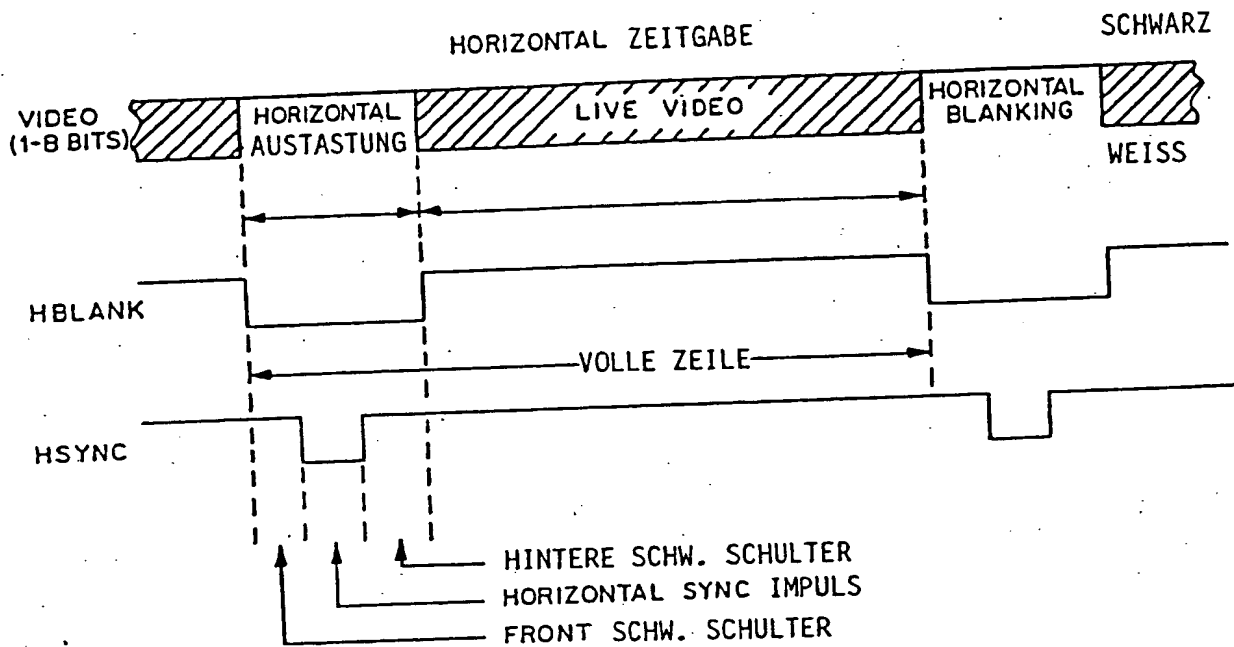 HORIZONTAL ZEITGABE
SCHWARZ
VIDEO
(1-8 BITS)
HORIZONTAL
AUSTASTUNG
LIVE VIDEO
HORIZONTAL
BLANKING
WEISS
HBLANK
VOLLE ZEILE
HSYNC
HINTERE SCHW. SCHULTER
HORIZONTAL SYNC IMPULS
FRONT SCHW. SCHULTER